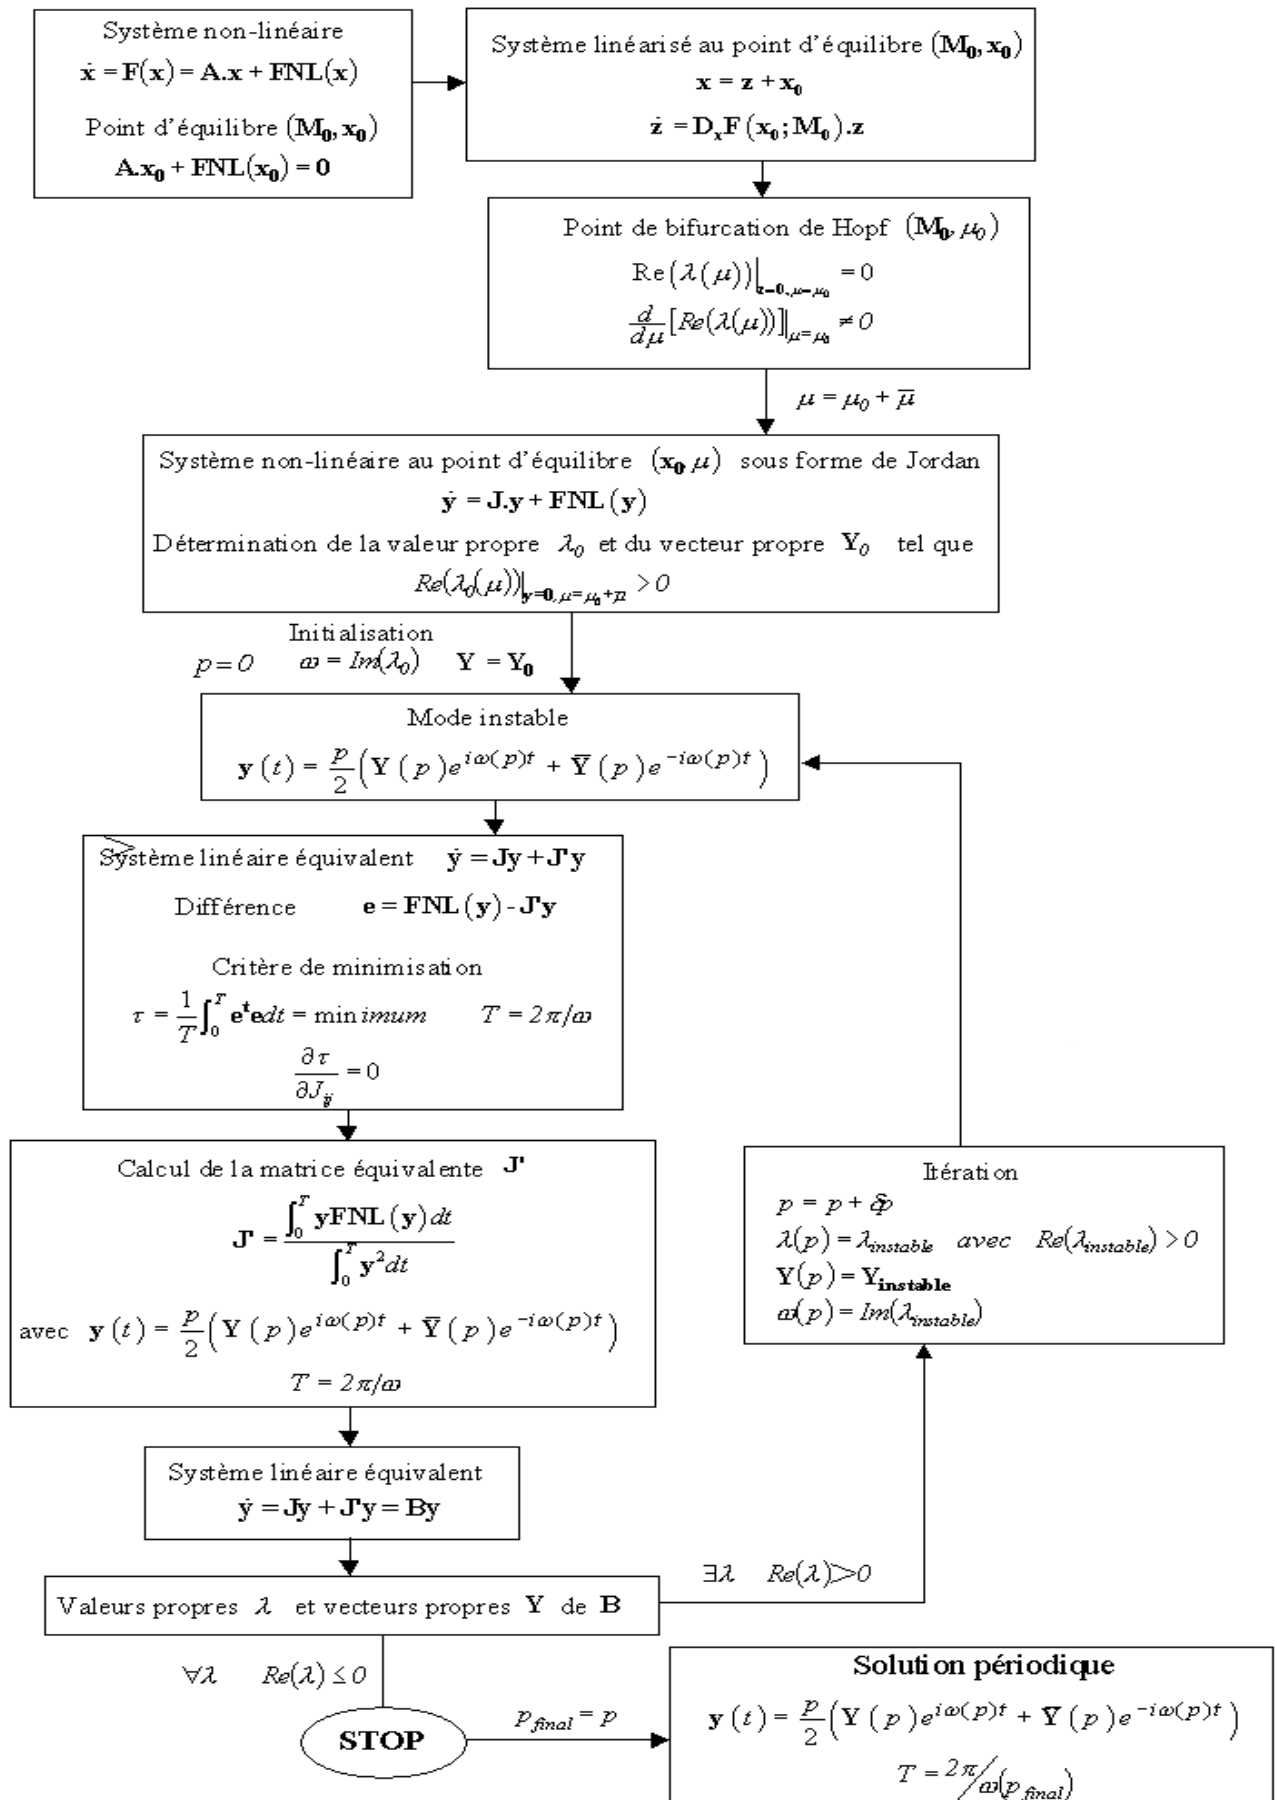 Système non-linéaire
ẋ = F(x) = A.x + FNL(x)
Point d'équilibre (M₀, x₀)
A.x₀ + FNL(x₀) = 0
Système linéarisé au point d'équilibre (M₀, x₀)
x = z + x₀
ż = DₓF(x₀; M₀).z
Point de bifurcation de Hopf (M₀, μ₀)
Re(λ(μ))|z=0, μ=μ₀ = 0
d/dμ [Re(λ(μ))]|μ=μ₀ ≠ 0
μ = μ₀ + μ̄
Système non-linéaire au point d'équilibre (x₀, μ) sous forme de Jordan
ẏ = J.y + FNL(y)
Détermination de la valeur propre λ₀ et du vecteur propre Y₀ tel que
Re(λ₀(μ))|y=0, μ=μ₀+μ̄ > 0
Initialisation
p = 0 ω = Im(λ₀) Y = Y₀
Mode instable
y(t) = p/2 (Y(p)e^{iω(p)t} + Ȳ(p)e^{-iω(p)t})
Système linéaire équivalent ẏ = Jy + J'y
Différence e = FNL(y) - J'y
Critère de minimisation
τ = 1/T ∫₀ᵀ eᵗe dt = minimum T = 2π/ω
∂τ/∂J_ij = 0
Calcul de la matrice équivalente J'
J' = ∫₀ᵀ yFNL(y)dt / ∫₀ᵀ y²dt
avec y(t) = p/2 (Y(p)e^{iω(p)t} + Ȳ(p)e^{-iω(p)t})
T = 2π/ω
Système linéaire équivalent
ẏ = Jy + J'y = By
Valeurs propres λ et vecteurs propres Y de B
∃λ Re(λ)>0
Itération
p = p + δp
λ(p) = λ_instable avec Re(λ_instable) > 0
Y(p) = Y_instable
ω(p) = Im(λ_instable)
∀λ Re(λ) ≤ 0
STOP
p_final = p
Solution périodique
y(t) = p/2 (Y(p)e^{iω(p)t} + Ȳ(p)e^{-iω(p)t})
T = 2π/ω(p_final)